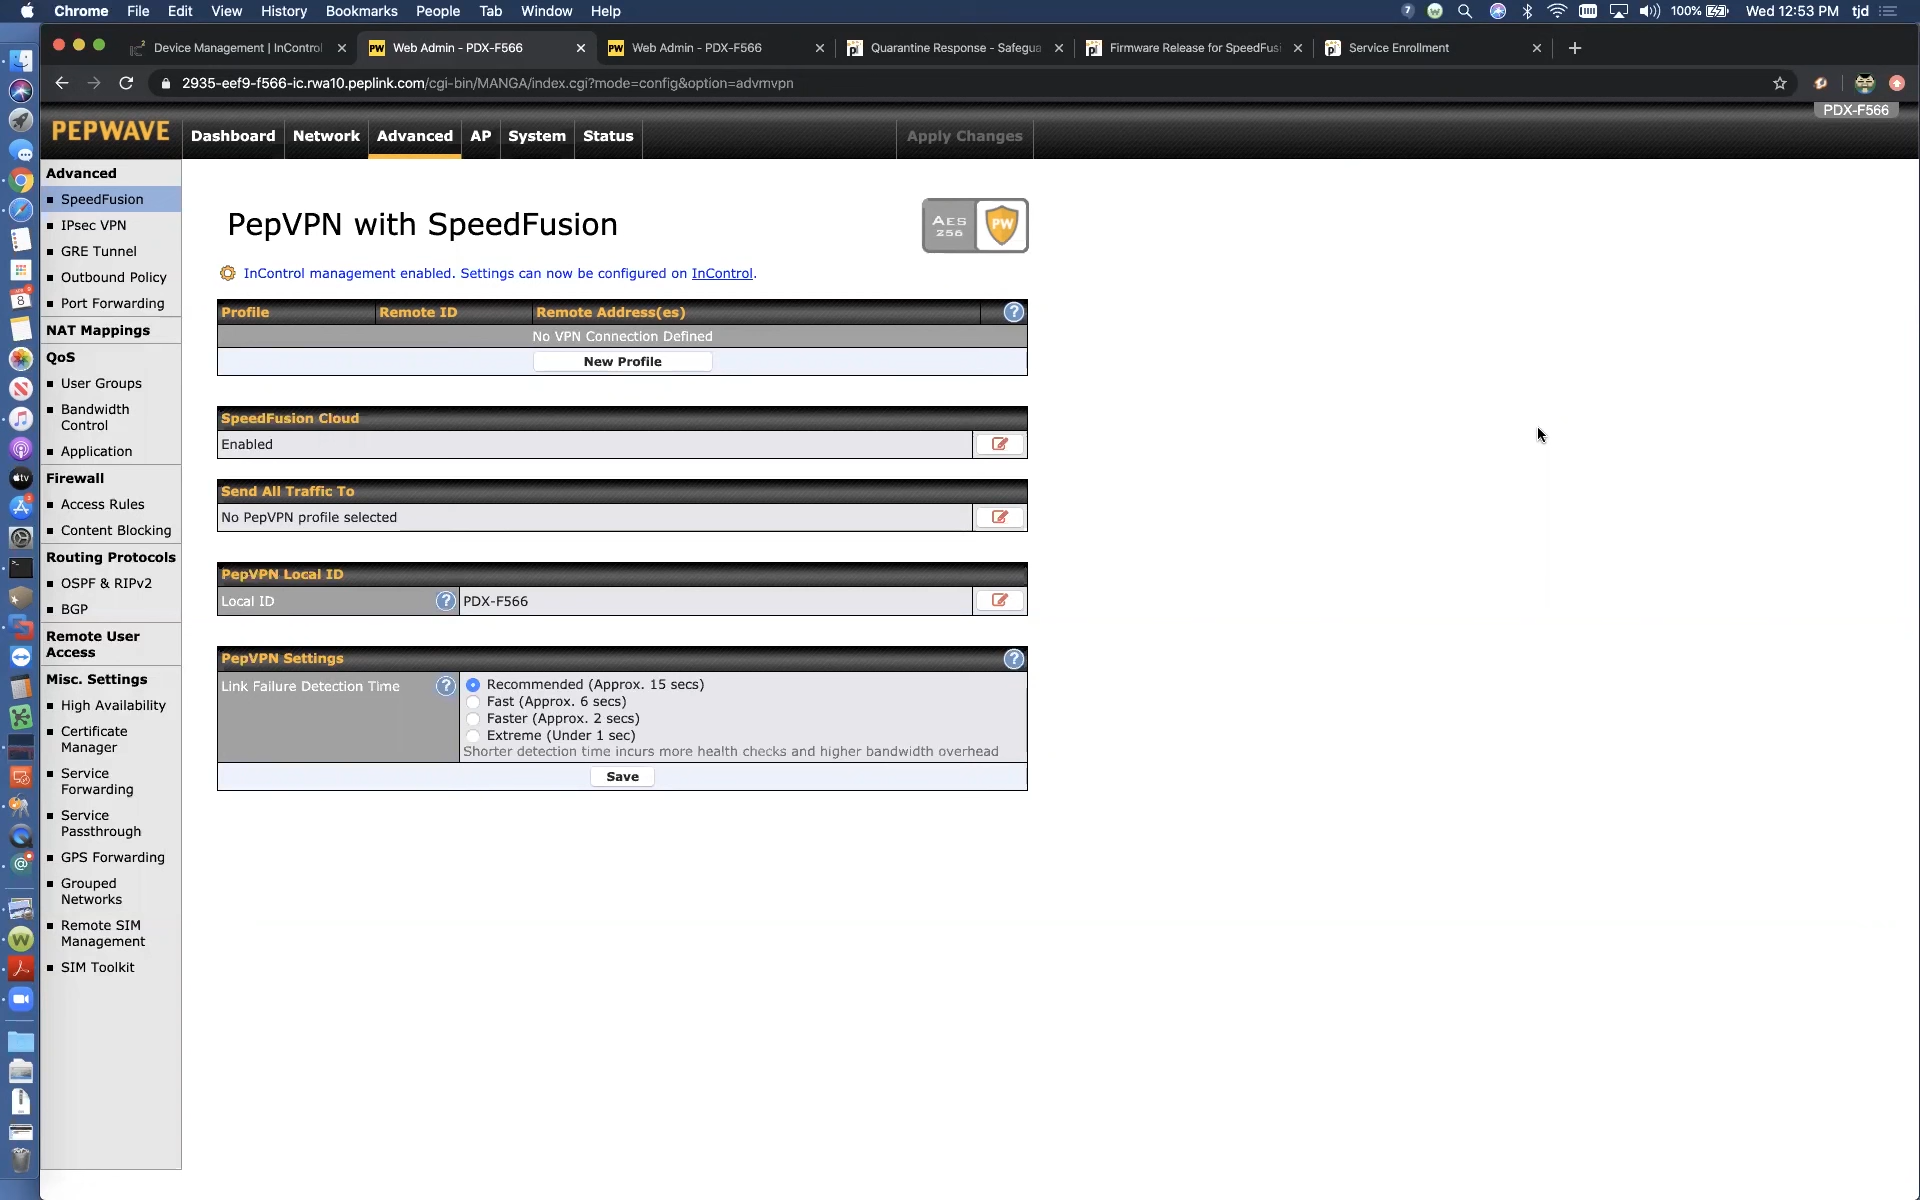 Chrome File Edit View History Bookmarks People Tab Window Help
7 100% Wed 12:53 PM tjd
Device Management | InControl
Web Admin - PDX-F566
Web Admin - PDX-F566
Quarantine Response - Safegua
Firmware Release for SpeedFusi
Service Enrollment
2935-eef9-f566-ic.rwa10.peplink.com/cgi-bin/MANGA/index.cgi?mode=config&option=advmvpn
PDX-F566
PEPWAVE
Dashboard Network Advanced AP System Status Apply Changes
Advanced
SpeedFusion
IPsec VPN
GRE Tunnel
Outbound Policy
Port Forwarding
NAT Mappings
QoS
User Groups
Bandwidth
Control
Application
Firewall
Access Rules
Content Blocking
Routing Protocols
OSPF & RIPv2
BGP
Remote User
Access
Misc. Settings
High Availability
Certificate
Manager
Service
Forwarding
Service
Passthrough
GPS Forwarding
Grouped
Networks
Remote SIM
Management
SIM Toolkit
PepVPN with SpeedFusion
AES
256
PW
InControl management enabled. Settings can now be configured on InControl.
Profile Remote ID Remote Address(es) ?
No VPN Connection Defined
New Profile
SpeedFusion Cloud
Enabled
Send All Traffic To
No PepVPN profile selected
PepVPN Local ID
Local ID ? PDX-F566
PepVPN Settings ?
Link Failure Detection Time ?
Recommended (Approx. 15 secs)
Fast (Approx. 6 secs)
Faster (Approx. 2 secs)
Extreme (Under 1 sec)
Shorter detection time incurs more health checks and higher bandwidth overhead
Save